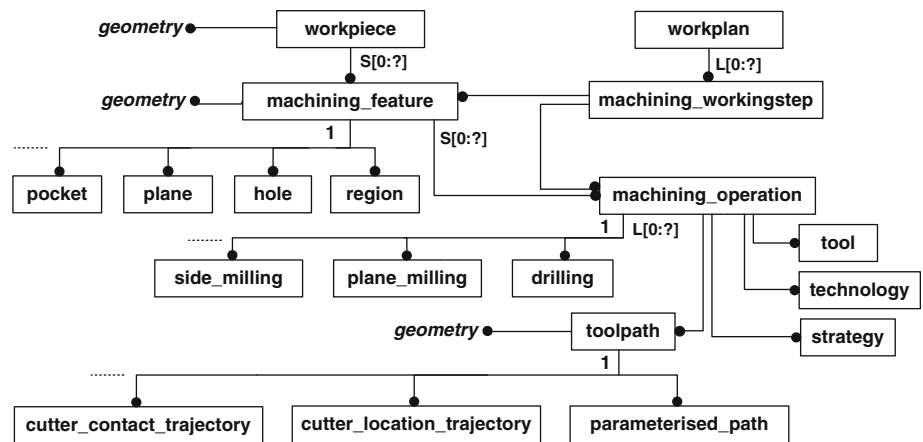 geometry
workpiece
workplan
S[0:?]
L[0:?]
geometry
machining_feature
machining_workingstep
1
S[0:?]
pocket
plane
hole
region
machining_operation
1
L[0:?]
tool
side_milling
plane_milling
drilling
technology
geometry
toolpath
strategy
1
cutter_contact_trajectory
cutter_location_trajectory
parameterised_path